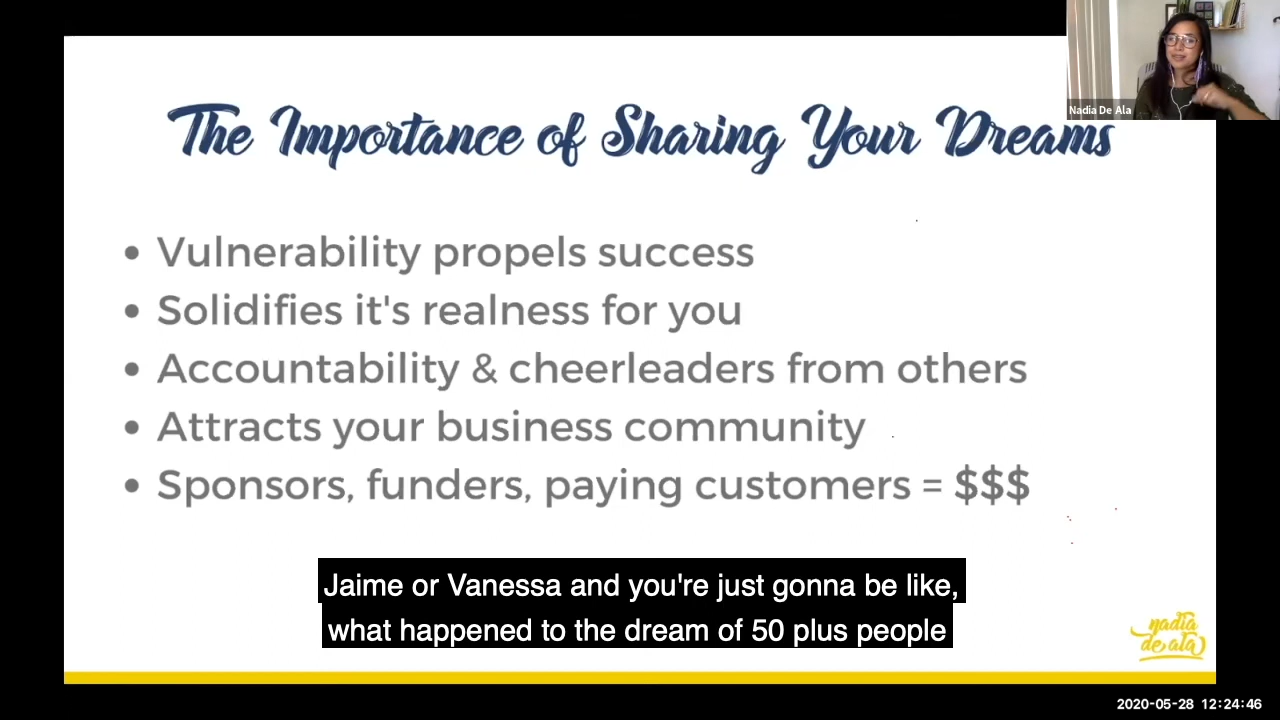 Nadia De Ala
The Importance of Sharing Your Dreams
• Vulnerability propels success
• Solidifies it's realness for you
• Accountability & cheerleaders from others
• Attracts your business community
• Sponsors, funders, paying customers = $$$
Jaime or Vanessa and you're just gonna be like,
what happened to the dream of 50 plus people
nadia
de ala
2020-05-28 12:24:46